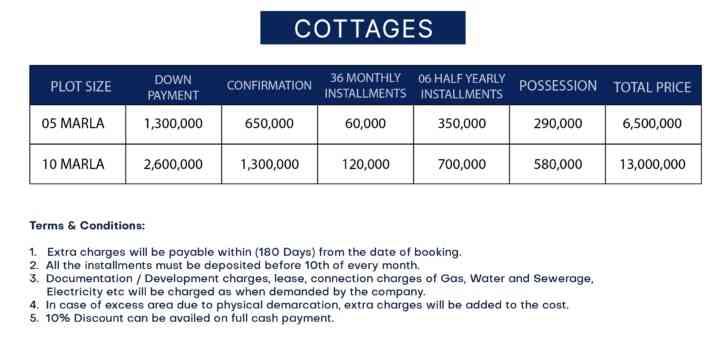 COTTAGES
PLOT SIZE DOWN PAYMENT CONFIRMATION 36 MONTHLY INSTALLMENTS 06 HALF YEARLY INSTALLMENTS POSSESSION TOTAL PRICE
05 MARLA 1,300,000 650,000 60,000 350,000 290,000 6,500,000
10 MARLA 2,600,000 1,300,000 120,000 700,000 580,000 13,000,000
Terms & Conditions:
1. Extra charges will be payable within (180 Days) from the date of booking.
2. All the installments must be deposited before 10th of every month.
3. Documentation / Development charges, lease, connection charges of Gas, Water and Sewerage,
Electricity etc will be charged as when demanded by the company.
4. In case of excess area due to physical demarcation, extra charges will be added to the cost.
5. 10% Discount can be availed on full cash payment.